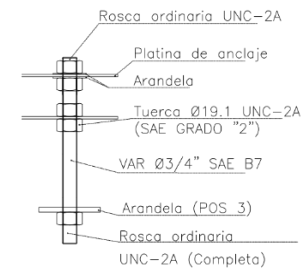 Rosca ordinaria UNC-2A
Platina de anclaje
Arandela
Tuerca Ø19.1 UNC-2A
(SAE GRADO "2")
VAR Ø3/4" SAE B7
Arandela (POS 3)
Rosca ordinaria
UNC-2A (Completa)